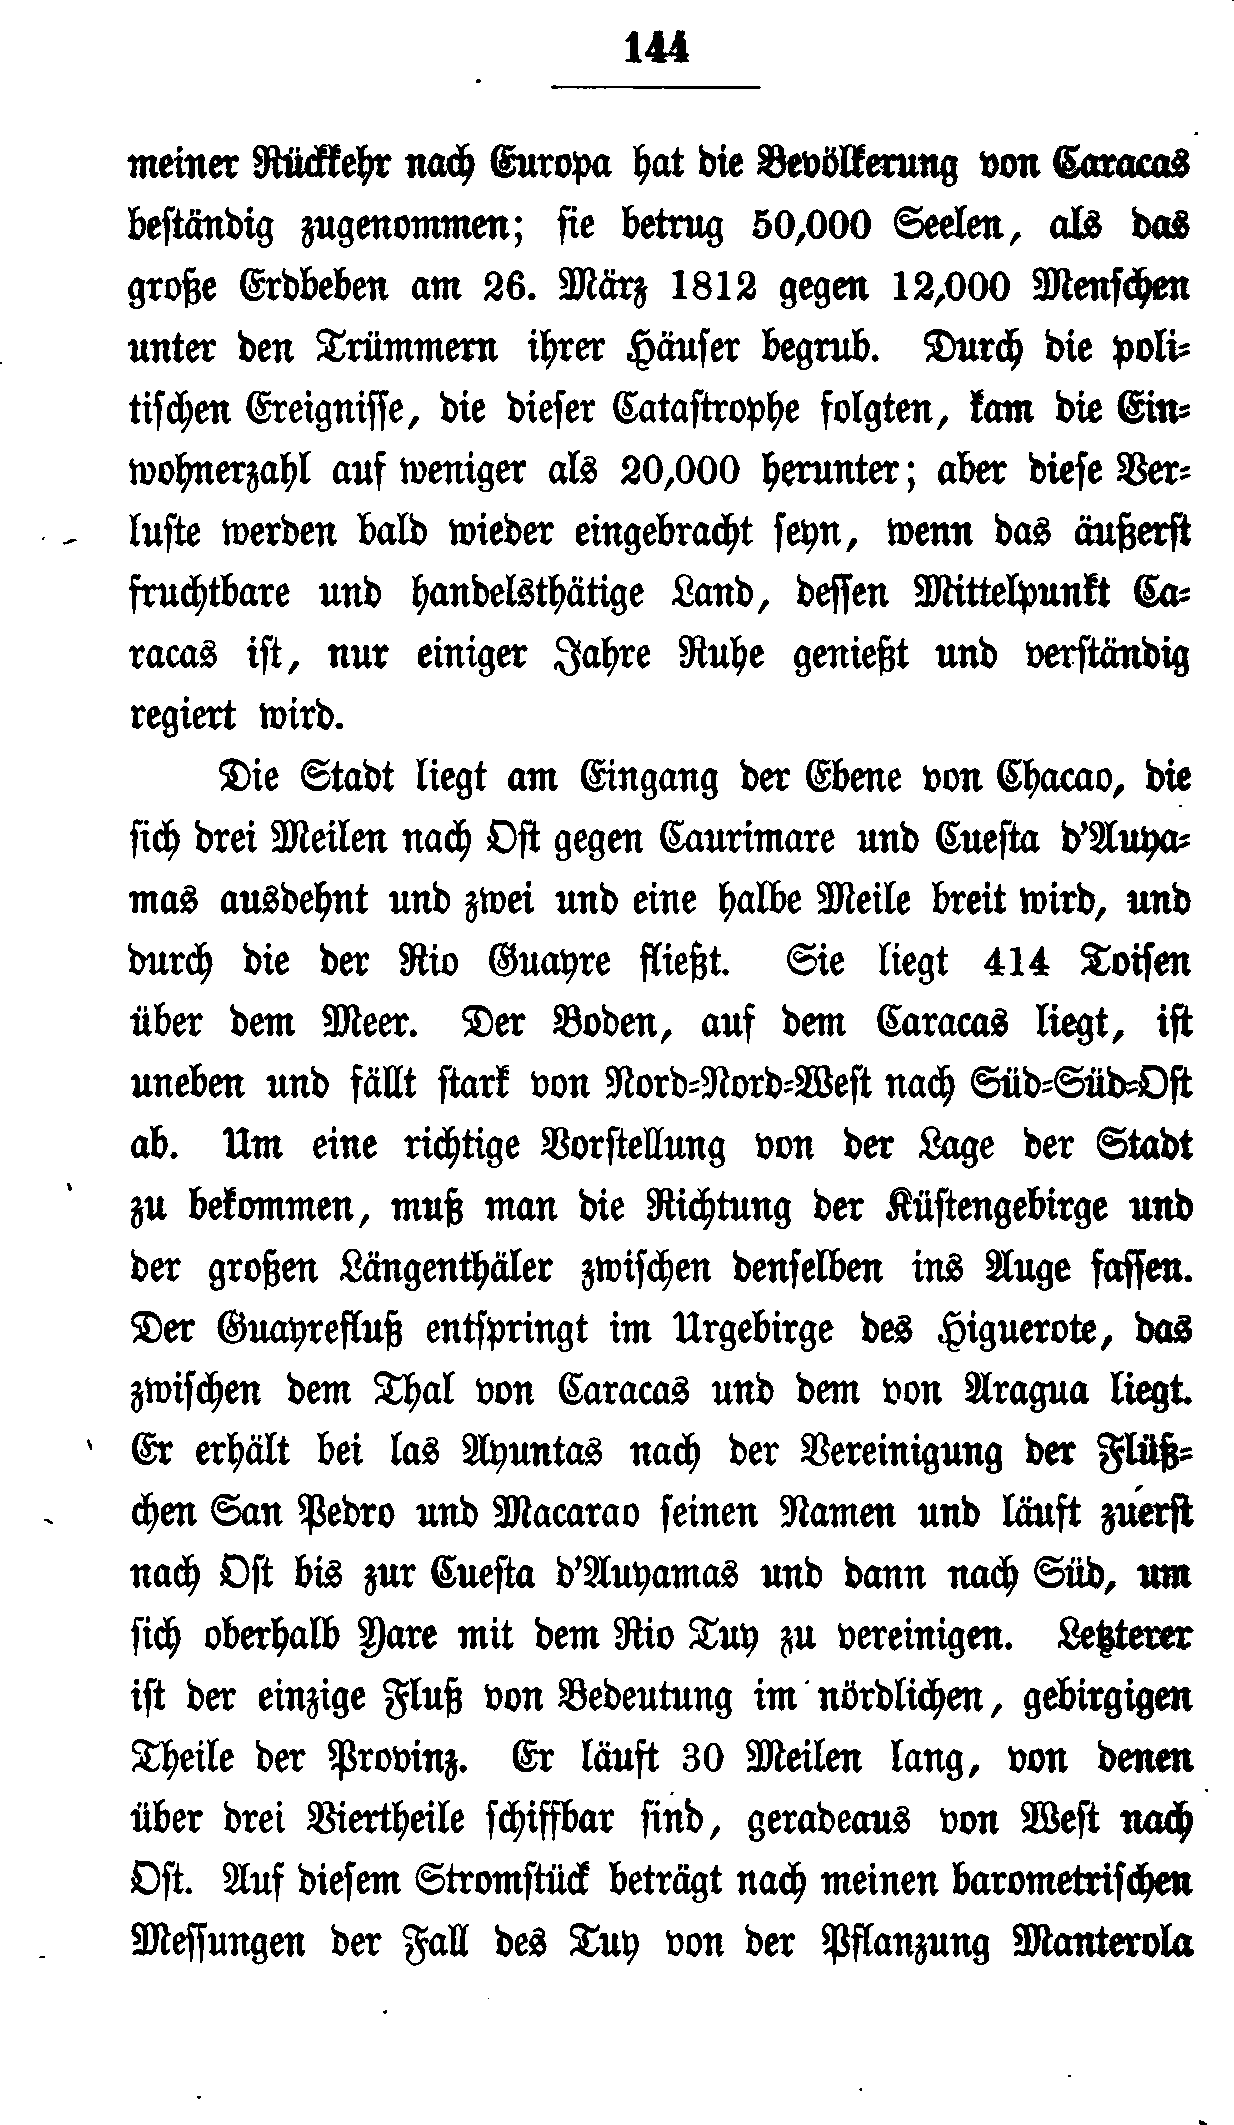 144
meiner Rückkehr nach Europa hat die Bevölkerung von Caracas
beständig zugenommen; sie betrug 50,000 Seelen, als das
große Erdbeben am 26. März 1812 gegen 12,000 Menschen
unter den Trümmern ihrer Häuser begrub. Durch die poli-
tischen Ereignisse, die dieser Catastrophe folgten, kam die Ein-
wohnerzahl auf weniger als 20,000 herunter; aber diese Ver-
luste werden bald wieder eingebracht seyn, wenn das äußerst
fruchtbare und handelsthätige Land, dessen Mittelpunkt Ca-
racas ist, nur einiger Jahre Ruhe genießt und verständig
regiert wird.
Die Stadt liegt am Eingang der Ebene von Chacao, die
sich drei Meilen nach Ost gegen Caurimare und Cuesta d'Auya-
mas ausdehnt und zwei und eine halbe Meile breit wird, und
durch die der Rio Guayre fließt. Sie liegt 414 Toisen
über dem Meer. Der Boden, auf dem Caracas liegt, ist
uneben und fällt stark von Nord-Nord-West nach Süd-Süd-Ost
ab. Um eine richtige Vorstellung von der Lage der Stadt
zu bekommen, muß man die Richtung der Küstengebirge und
der großen Längenthäler zwischen denselben ins Auge fassen.
Der Guayrefluß entspringt im Urgebirge des Higuerote, das
zwischen dem Thal von Caracas und dem von Aragua liegt.
Er erhält bei las Ayuntas nach der Vereinigung der Flüß-
chen San Pedro und Macarao seinen Namen und läuft zuerst
nach Ost bis zur Cuesta d'Auyamas und dann nach Süd, um
sich oberhalb Yare mit dem Rio Tuy zu vereinigen. Letzterer
ist der einzige Fluß von Bedeutung im nördlichen, gebirgigen
Theile der Provinz. Er läuft 30 Meilen lang, von denen
über drei Viertheile schiffbar sind, geradeaus von West nach
Ost. Auf diesem Stromstück beträgt nach meinen barometrischen
Messungen der Fall des Tuy von der Pflanzung Manterola